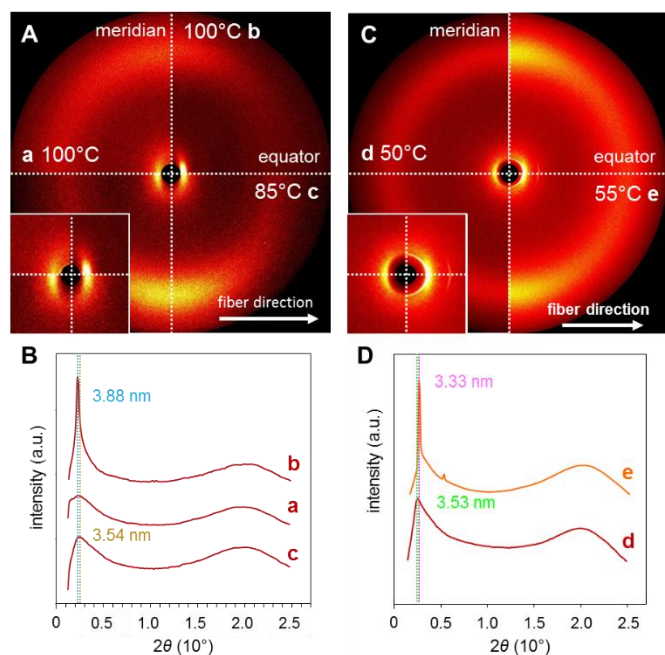 A
meridian
100°C b
a 100°C
equator
85°C c
fiber direction
C
meridian
d 50°C
equator
55°C e
fiber direction
B
3.88 nm
b
a
3.54 nm
c
intensity (a.u.)
0 0.5 1.0 1.5 2.0 2.5
2θ (10°)
D
3.33 nm
e
3.53 nm
d
intensity (a.u.)
0 0.5 1.0 1.5 2.0 2.5
2θ (10°)